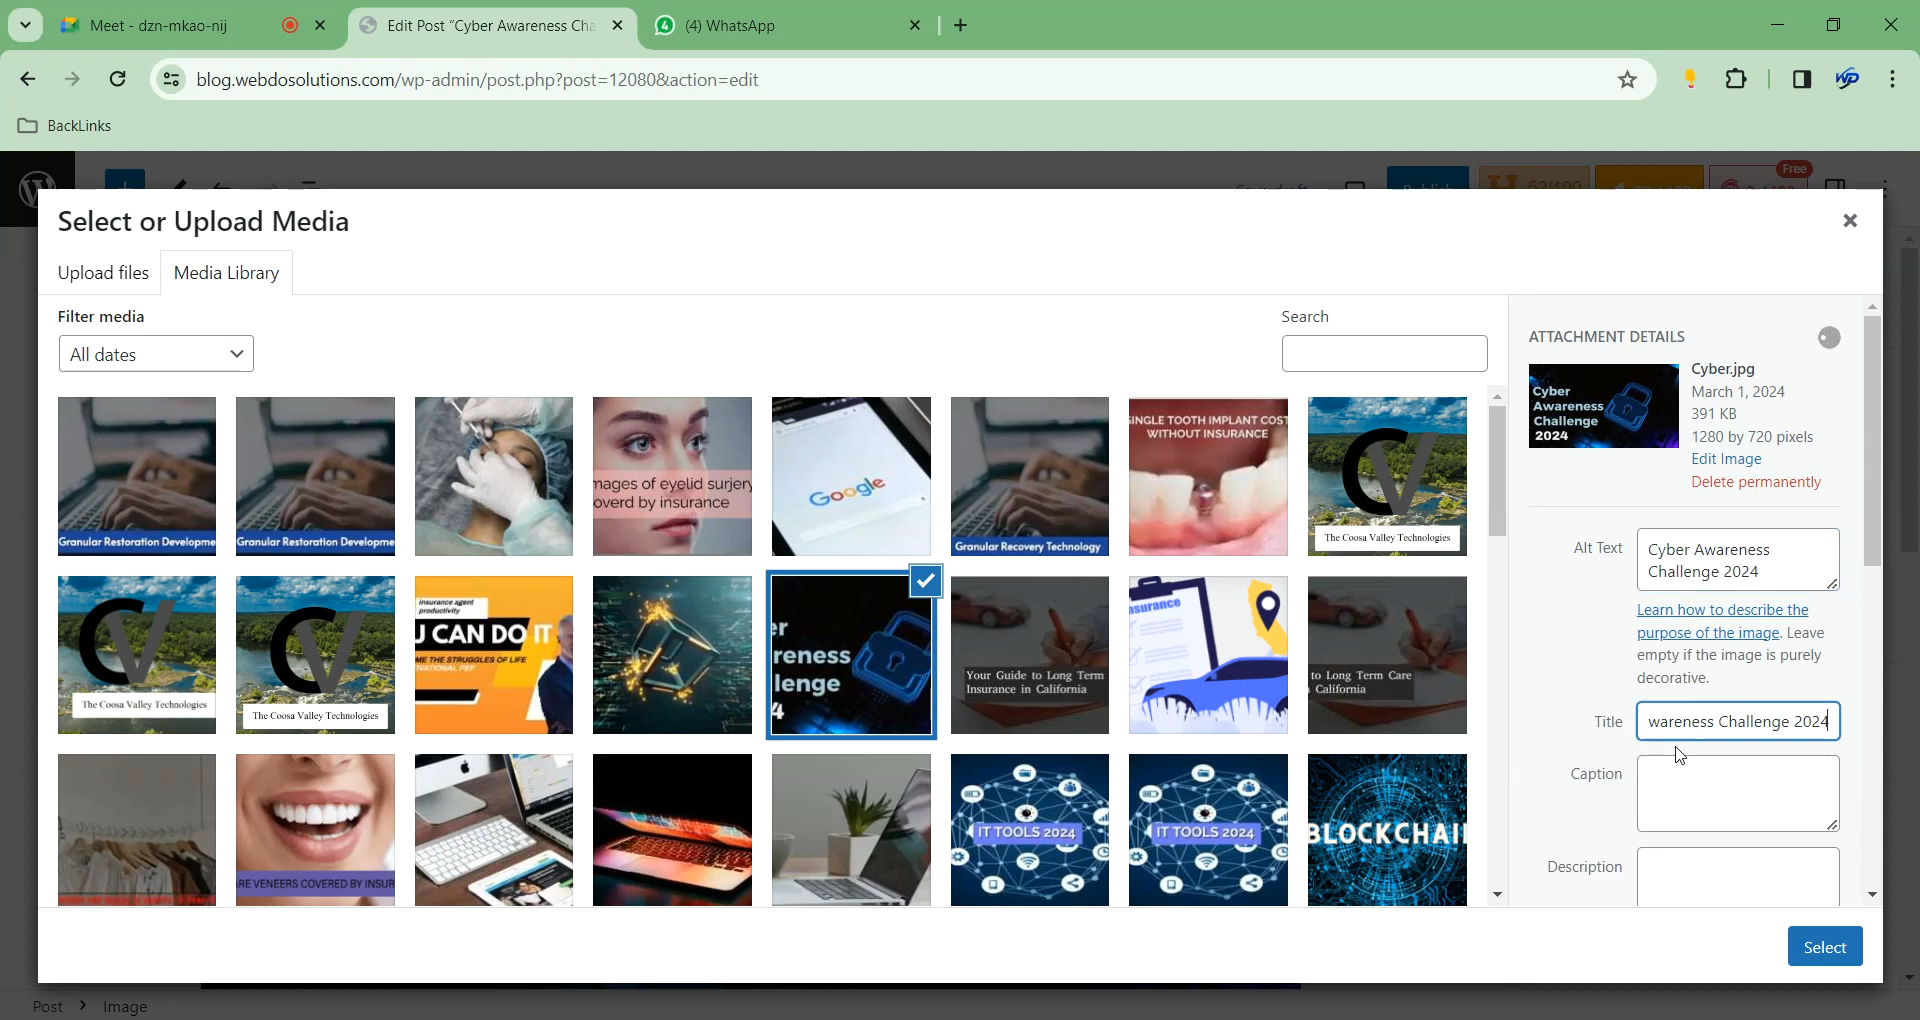 Meet - dzn-mkao-nij
Edit Post “Cyber Awareness Cha
(4) WhatsApp
blog.webdosolutions.com/wp-admin/post.php?post=12080&action=edit
BackLinks
Free
Select or Upload Media
Upload files
Media Library
Filter media
All dates
Search
ATTACHMENT DETAILS
Cyber
Awareness
Challenge
2024
Cyber.jpg
March 1, 2024
391 KB
1280 by 720 pixels
Edit Image
Delete permanently
Granular Restoration Developme
Granular Restoration Developme
mages of eyelid surjery
overd by insurance
Google
Granular Recovery Technology
INGLE TOOTH IMPLANT COST
WITHOUT INSURANCE
CV
The Coosa Valley Technologies
Alt Text
Cyber Awareness
Challenge 2024
Learn how to describe the
purpose of the image. Leave
empty if the image is purely
decorative.
CV
The Coosa Valley Technologies
CV
The Coosa Valley Technologies
insurance agent
productivity
U CAN DO IT
ME THE STRUGGLES OF LIFE
VATIONAL PEP
er
reness
lenge
4
Your Guide to Long Term
Insurance in California
nsurance
to Long Term Care
California
Title
wareness Challenge 2024
Caption
Description
ARE VENEERS COVERED BY INSUR
IT TOOLS 2024
IT TOOLS 2024
BLOCKCHAI
Select
Post
Image